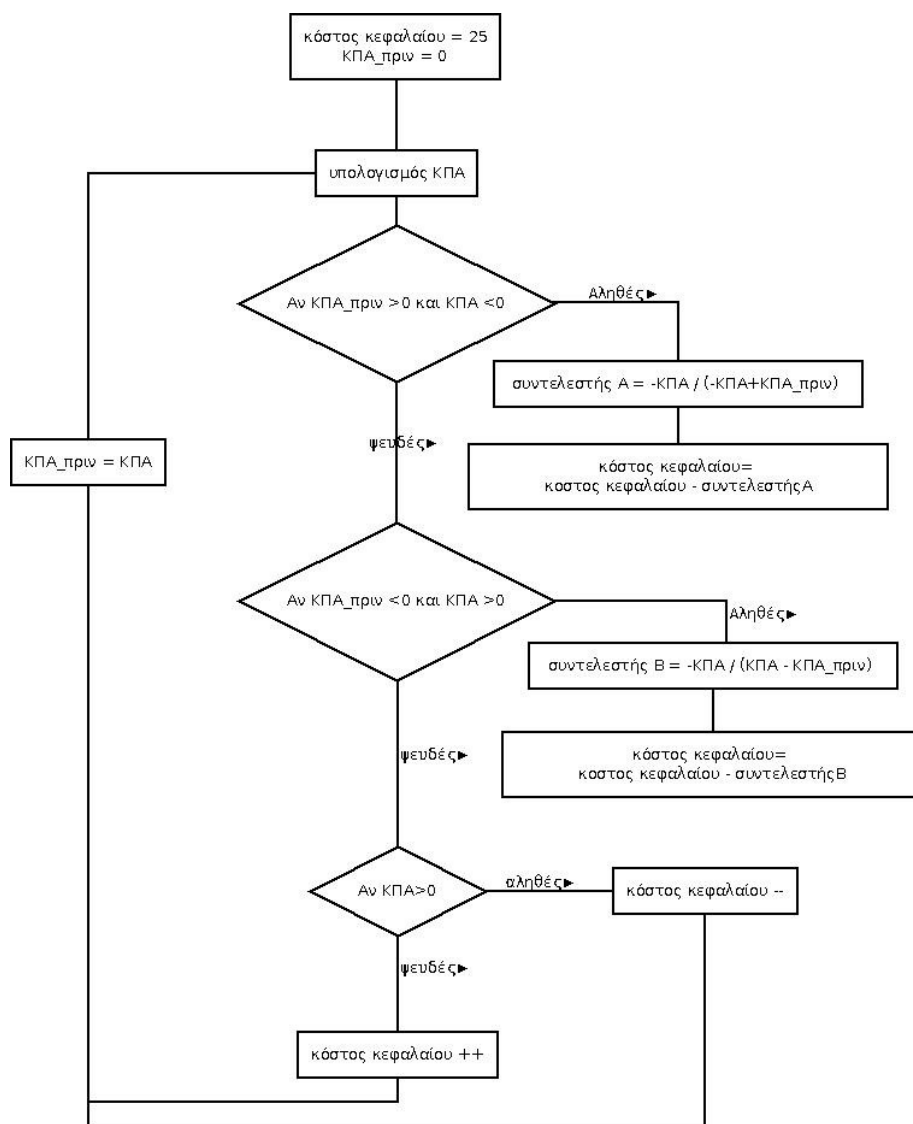 κόστος κεφαλαίου = 25
ΚΠΑ_πριν = 0
υπολογισμός ΚΠΑ
Αν ΚΠΑ_πριν >0 και ΚΠΑ <0
Αληθές►
συντελεστής Α = -ΚΠΑ / (-ΚΠΑ+ΚΠΑ_πριν)
ψευδές►
ΚΠΑ_πριν = ΚΠΑ
κόστος κεφαλαίου=
κοστος κεφαλαίου - συντελεστήςΑ
Αν ΚΠΑ_πριν <0 και ΚΠΑ >0
Αληθές►
συντελεστής Β = -ΚΠΑ / (ΚΠΑ - ΚΠΑ_πριν)
ψευδές►
κόστος κεφαλαίου=
κοστος κεφαλαίου - συντελεστήςΒ
Αν ΚΠΑ>0
αληθές►
κόστος κεφαλαίου --
ψευδές►
κόστος κεφαλαίου ++